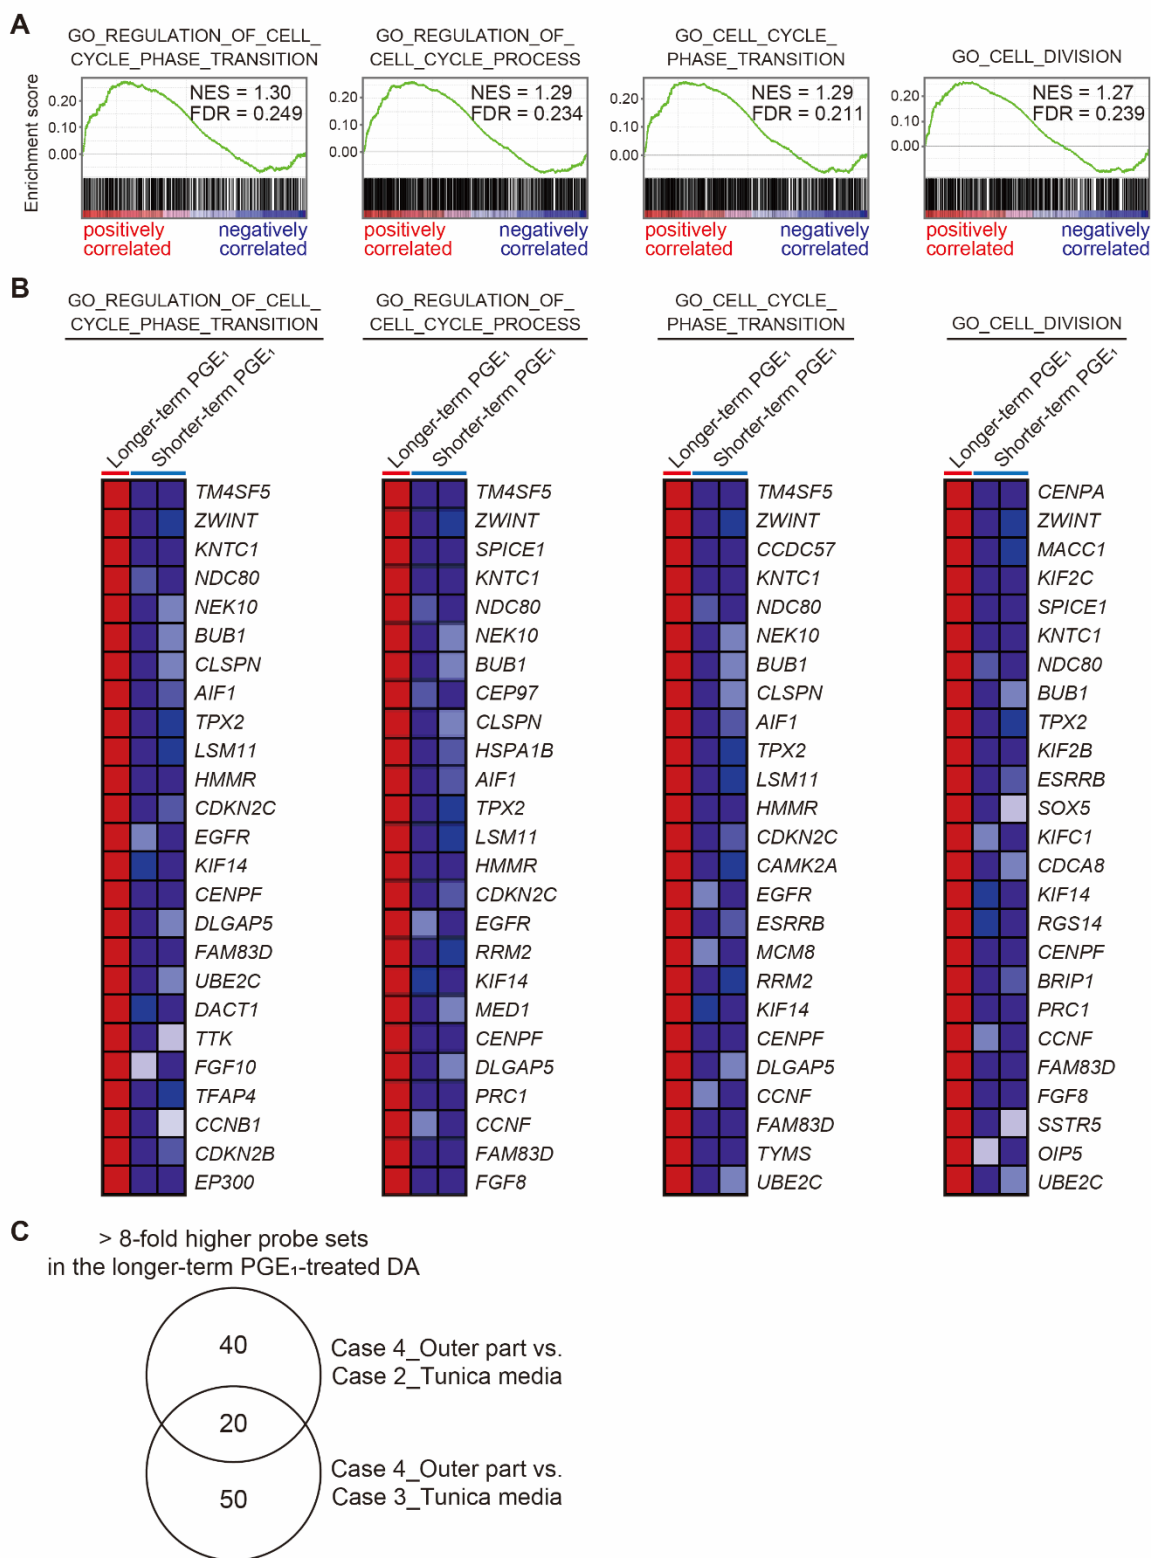 A
GO_REGULATION_OF_CELL_
CYCLE_PHASE_TRANSITION
GO_REGULATION_OF_
CELL_CYCLE_PROCESS
GO_CELL_CYCLE_
PHASE_TRANSITION
GO_CELL_DIVISION
Enrichment score
0.20
0.10
0.00
NES = 1.30
FDR = 0.249
positively
correlated
negatively
correlated
0.20
0.10
0.00
NES = 1.29
FDR = 0.234
positively
correlated
negatively
correlated
0.20
0.10
0.00
NES = 1.29
FDR = 0.211
positively
correlated
negatively
correlated
0.20
0.10
0.00
NES = 1.27
FDR = 0.239
positively
correlated
negatively
correlated
B
GO_REGULATION_OF_CELL_
CYCLE_PHASE_TRANSITION
Longer-term PGE₁
Shorter-term PGE₁
TM4SF5
ZWINT
KNTC1
NDC80
NEK10
BUB1
CLSPN
AIF1
TPX2
LSM11
HMMR
CDKN2C
EGFR
KIF14
CENPF
DLGAP5
FAM83D
UBE2C
DACT1
TTK
FGF10
TFAP4
CCNB1
CDKN2B
EP300
GO_REGULATION_OF_
CELL_CYCLE_PROCESS
Longer-term PGE₁
Shorter-term PGE₁
TM4SF5
ZWINT
SPICE1
KNTC1
NDC80
NEK10
BUB1
CEP97
CLSPN
HSPA1B
AIF1
TPX2
LSM11
HMMR
CDKN2C
EGFR
RRM2
KIF14
MED1
CENPF
DLGAP5
PRC1
CCNF
FAM83D
FGF8
GO_CELL_CYCLE_
PHASE_TRANSITION
Longer-term PGE₁
Shorter-term PGE₁
TM4SF5
ZWINT
CCDC57
KNTC1
NDC80
NEK10
BUB1
CLSPN
AIF1
TPX2
LSM11
HMMR
CDKN2C
CAMK2A
EGFR
ESRRB
MCM8
RRM2
KIF14
CENPF
DLGAP5
CCNF
FAM83D
TYMS
UBE2C
GO_CELL_DIVISION
Longer-term PGE₁
Shorter-term PGE₁
CENPA
ZWINT
MACC1
KIF2C
SPICE1
KNTC1
NDC80
BUB1
TPX2
KIF2B
ESRRB
SOX5
KIFC1
CDCA8
KIF14
RGS14
CENPF
BRIP1
PRC1
CCNF
FAM83D
FGF8
SSTR5
OIP5
UBE2C
C
> 8-fold higher probe sets
in the longer-term PGE₁-treated DA
40
Case 4_Outer part vs.
Case 2_Tunica media
20
Case 4_Outer part vs.
Case 3_Tunica media
50